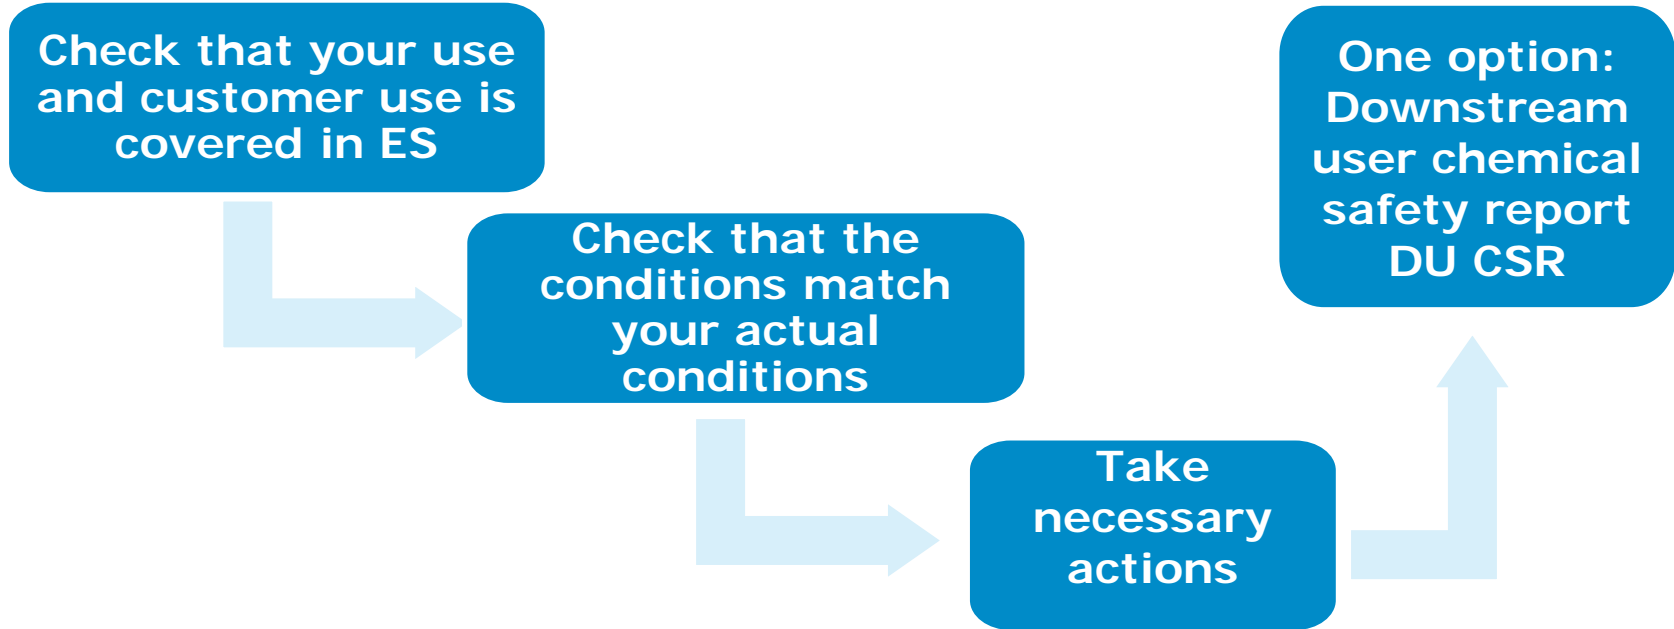 Check that your use
and customer use is
covered in ES
Check that the
conditions match
your actual
conditions
Take
necessary
actions
One option:
Downstream
user chemical
safety report
DU CSR